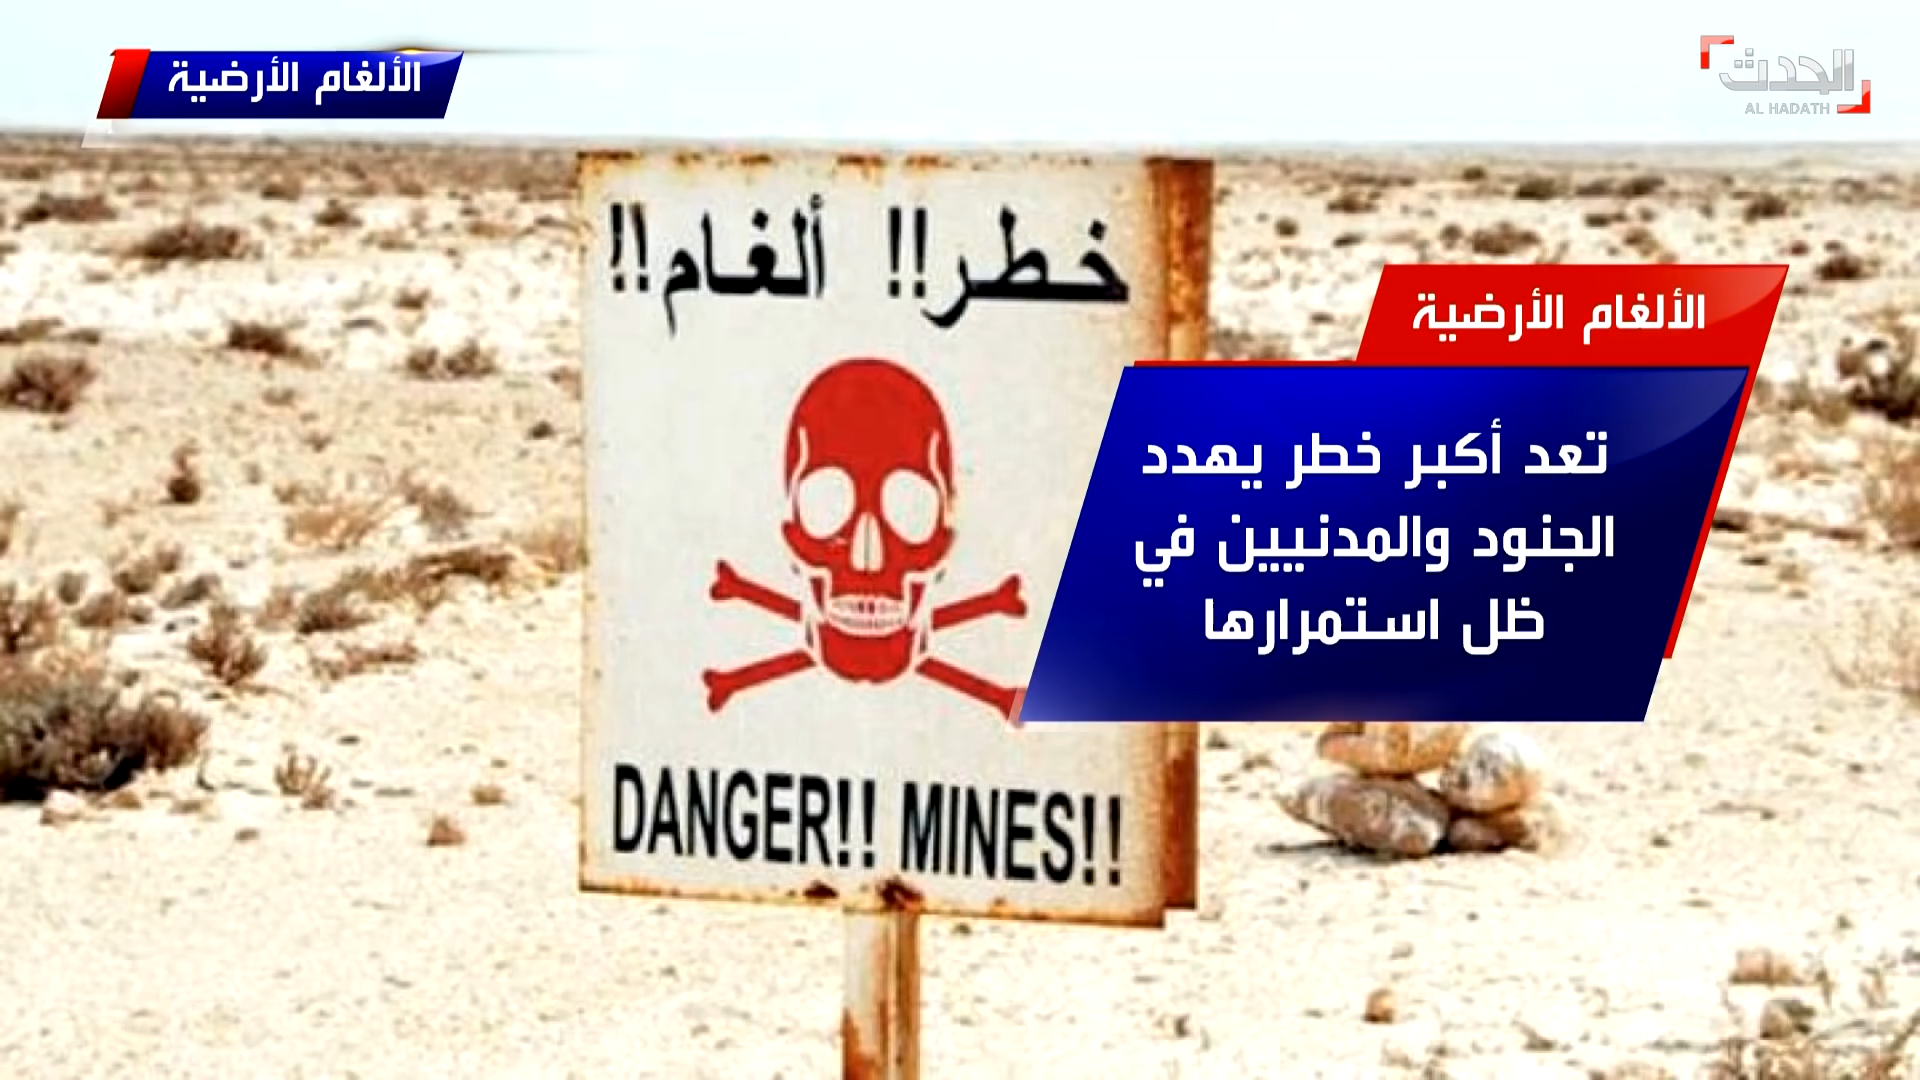 الألغام الأرضية
الحدث
AL HADATH
خطر!! ألغام!!
DANGER!! MINES!!
الألغام الأرضية
تعد أكبر خطر يهدد
الجنود والمدنيين في
ظل استمرارها